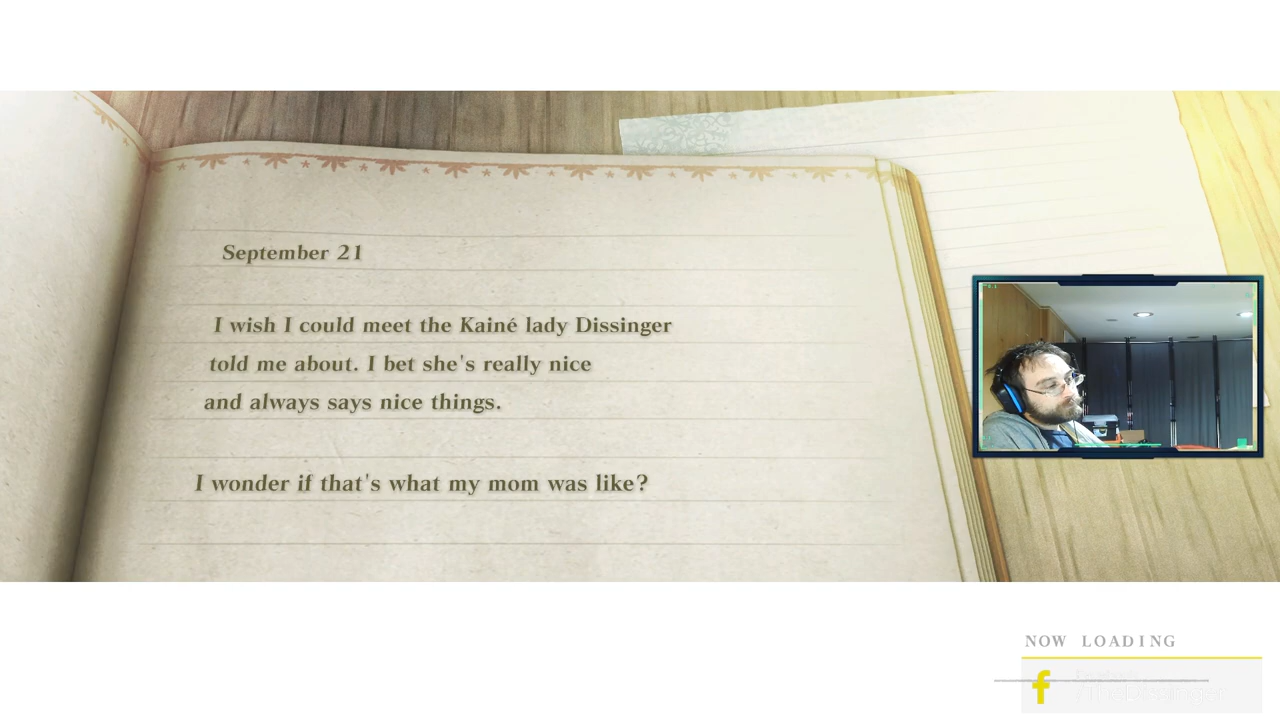 September 21
I wish I could meet the Kainé lady Dissinger
told me about. I bet she's really nice
and always says nice things.
I wonder if that's what my mom was like?
NOW LOADING
f
/TheDissinger